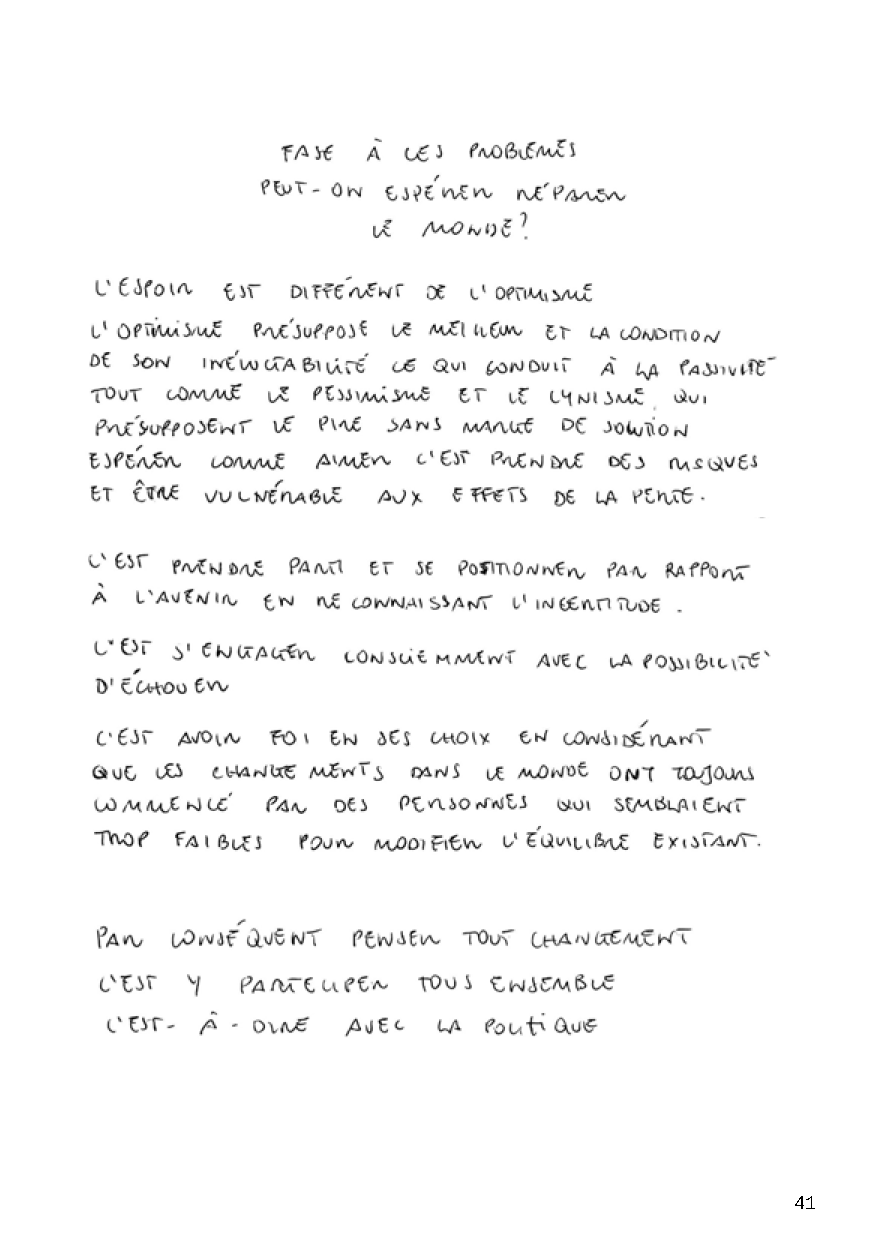 FASE À CES PROBLÈMES
PEUT-ON ESPÉRER RÉPARER
LE MONDE?
L'ESPOIR EST DIFFÉRENT DE L'OPTIMISME
L'OPTIMISME PRÉSUPPOSE LE MEILLEUR ET LA CONDITION
DE SON INÉLUCTABILITÉ CE QUI CONDUIT À LA PASSIVITÉ
TOUT COMME LE PESSIMISME ET LE CYNISME QUI
PRÉSUPPOSENT LE PIRE SANS MARGE DE SOLUTION
ESPÉRER COMME AIMER C'EST PRENDRE DES RISQUES
ET ÊTRE VULNÉRABLE AUX EFFETS DE LA PERTE.
C'EST PRENDRE PARTI ET SE POSITIONNER PAR RAPPORT
À L'AVENIR EN RECONNAISSANT L'INCERTITUDE.
C'EST S'ENGAGER CONSCIEMMENT AVEC LA POSSIBILITÉ
D'ÉCHOUER
C'EST AVOIR FOI EN SES CHOIX EN CONSIDÉRANT
QUE LES CHANGEMENTS DANS LE MONDE ONT TOUJOURS
COMMENCÉ PAR DES PERSONNES QUI SEMBLAIENT
TROP FAIBLES POUR MODIFIER L'ÉQUILIBRE EXISTANT.
PAR CONSÉQUENT PENSER TOUT CHANGEMENT
C'EST Y PARTICIPER TOUS ENSEMBLE
C'EST-À-DIRE AVEC LA POLITIQUE
41